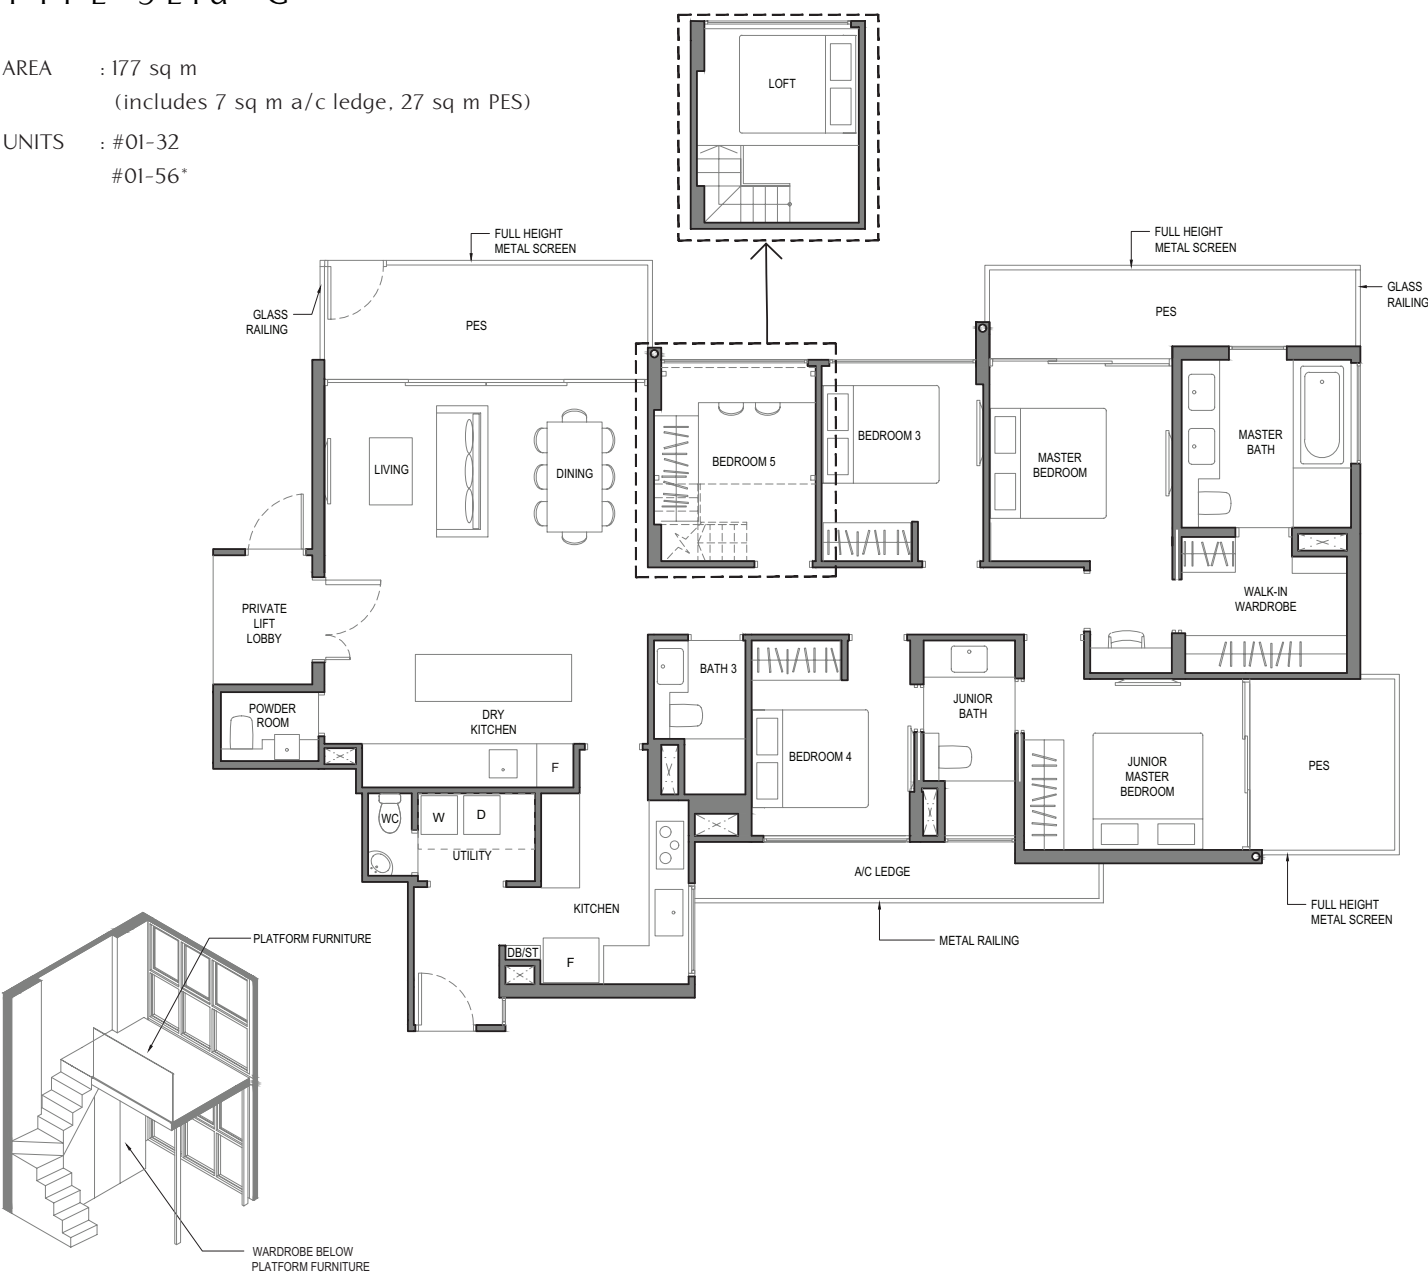 AREA : 177 sq m
(includes 7 sq m a/c ledge, 27 sq m PES)
UNITS : #01-32
#01-56*
LOFT
FULL HEIGHT
METAL SCREEN
GLASS
RAILING
PES
FULL HEIGHT
METAL SCREEN
GLASS
RAILING
PES
LIVING
DINING
BEDROOM 5
BEDROOM 3
MASTER
BEDROOM
MASTER
BATH
WALK-IN
WARDROBE
PRIVATE
LIFT
LOBBY
POWDER
ROOM
DRY
KITCHEN
F
BATH 3
BEDROOM 4
JUNIOR
BATH
JUNIOR
MASTER
BEDROOM
PES
WC
W
D
UTILITY
KITCHEN
DB/ST
F
A/C LEDGE
METAL RAILING
FULL HEIGHT
METAL SCREEN
PLATFORM FURNITURE
WARDROBE BELOW
PLATFORM FURNITURE